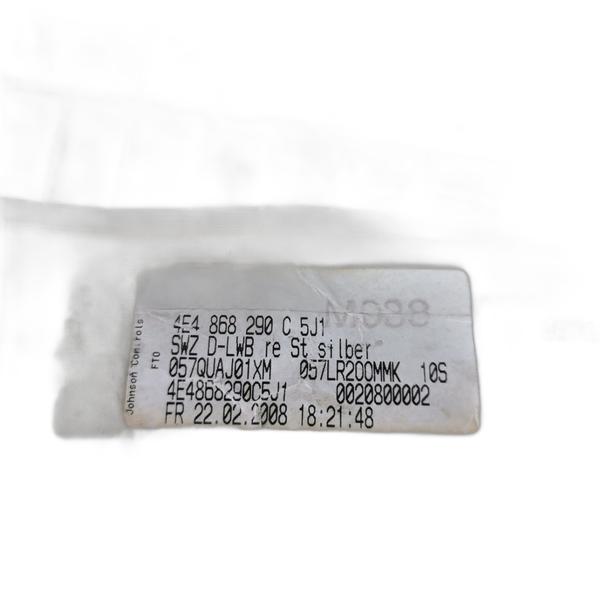 M038
4E4 868 290 C 5J1
SWZ D-LWB re St silber
057QUAJ01XM 057LR200MMK 10S
4E4868290C5J1 0020800002
FR 22.02.2008 18:21:48
Johnson Controls
FTO